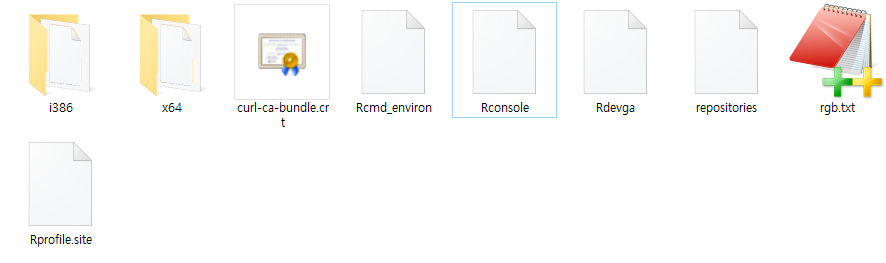 i386
x64
curl-ca-bundle.cr
t
Rcmd_environ
Rconsole
Rdevga
repositories
rgb.txt
Rprofile.site